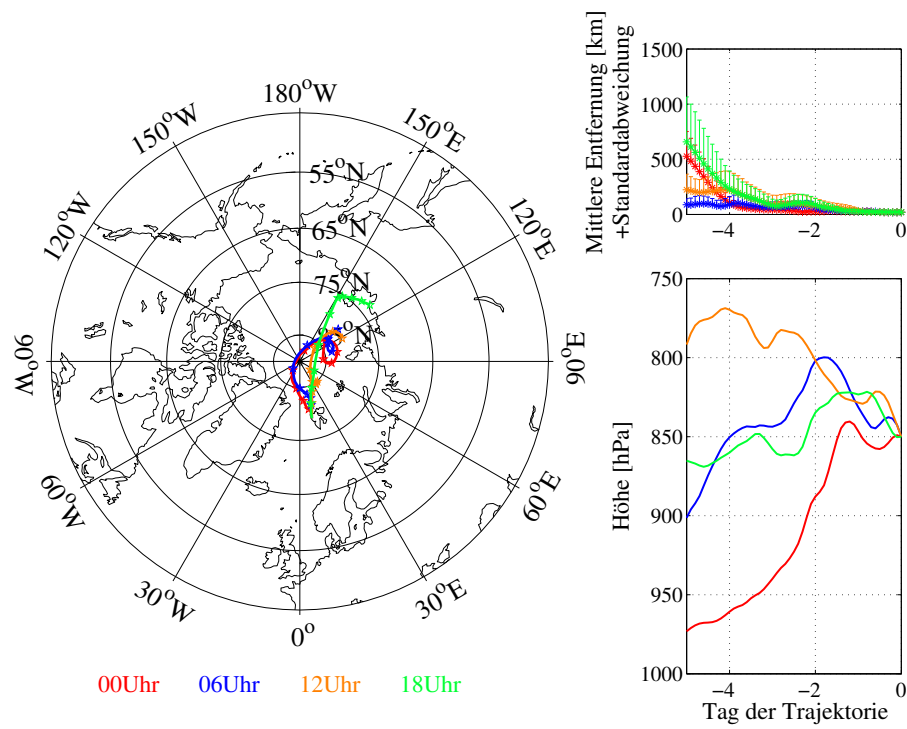 180°W
150°W
150°E
120°W
120°E
90°W
90°E
60°W
60°E
30°W
30°E
0°
55°N
65°N
75°N
°N
00Uhr 06Uhr 12Uhr 18Uhr
Mittlere Entfernung [km]
+Standardabweichung
1500
1000
500
0
−4 −2 0
Höhe [hPa]
750
800
850
900
950
1000
−4 −2 0
Tag der Trajektorie